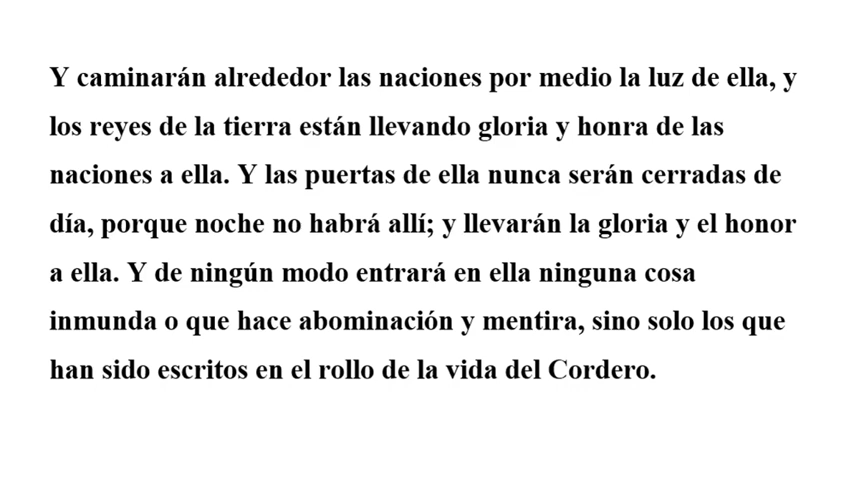 Y caminarán alrededor las naciones por medio la luz de ella, y
los reyes de la tierra están llevando gloria y honra de las
naciones a ella. Y las puertas de ella nunca serán cerradas de
día, porque noche no habrá allí; y llevarán la gloria y el honor
a ella. Y de ningún modo entrará en ella ninguna cosa
inmunda o que hace abominación y mentira, sino solo los que
han sido escritos en el rollo de la vida del Cordero.